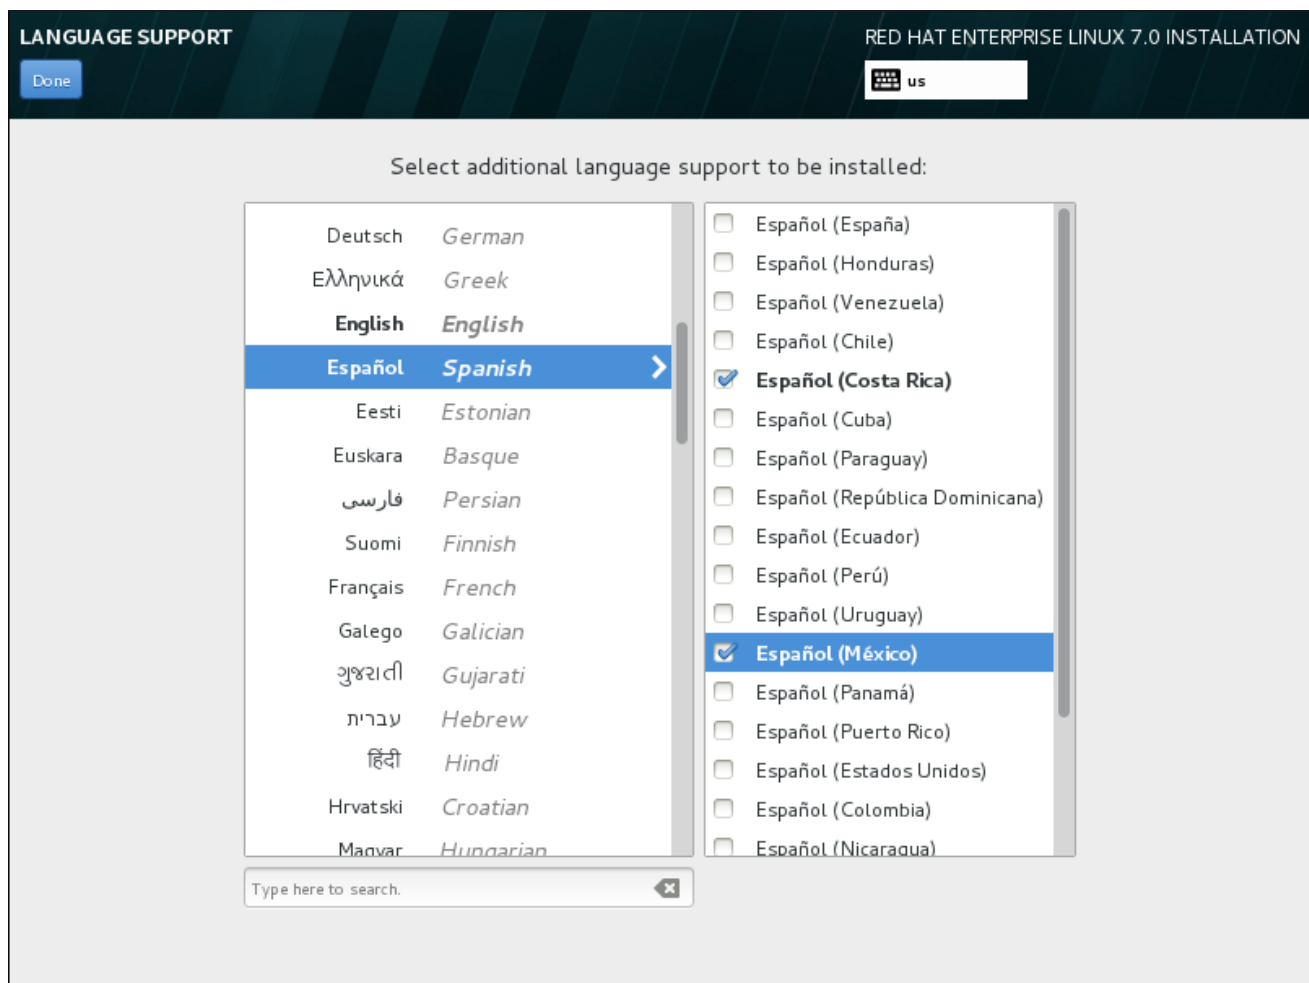 LANGUAGE SUPPORT
RED HAT ENTERPRISE LINUX 7.0 INSTALLATION
Done
us
Select additional language support to be installed:
Deutsch German
Ελληνικά Greek
English English
Español Spanish
Eesti Estonian
Euskara Basque
فارسی Persian
Suomi Finnish
Français French
Galego Galician
ગુજરાતી Gujarati
עברית Hebrew
हिंदी Hindi
Hrvatski Croatian
Magyar Hungarian
Español (España)
Español (Honduras)
Español (Venezuela)
Español (Chile)
Español (Costa Rica)
Español (Cuba)
Español (Paraguay)
Español (República Dominicana)
Español (Ecuador)
Español (Perú)
Español (Uruguay)
Español (México)
Español (Panamá)
Español (Puerto Rico)
Español (Estados Unidos)
Español (Colombia)
Español (Nicaragua)
Type here to search.